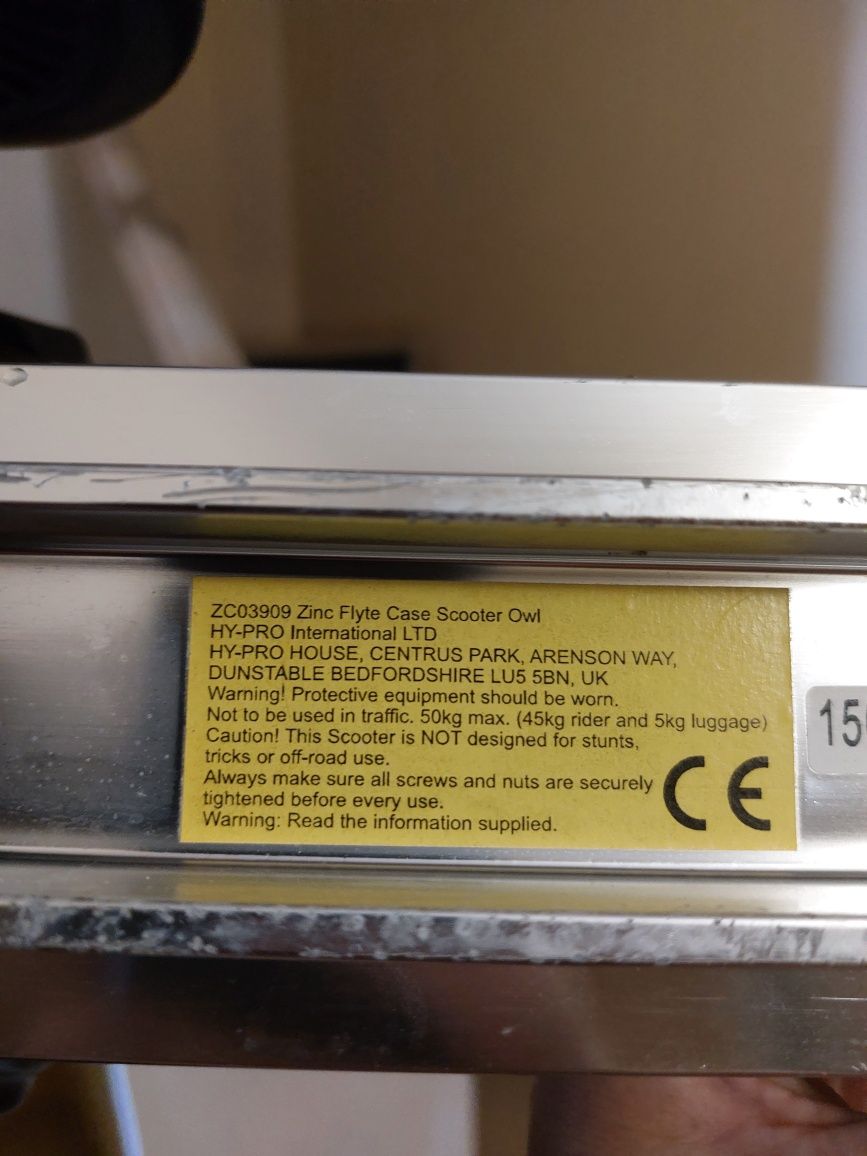 ZC03909 Zinc Flyte Case Scooter Owl
HY-PRO International LTD
HY-PRO HOUSE, CENTRUS PARK, ARENSON WAY,
DUNSTABLE BEDFORDSHIRE LU5 5BN, UK
Warning! Protective equipment should be worn.
Not to be used in traffic. 50kg max. (45kg rider and 5kg luggage)
Caution! This Scooter is NOT designed for stunts,
tricks or off-road use.
Always make sure all screws and nuts are securely
tightened before every use.
Warning: Read the information supplied.
CE